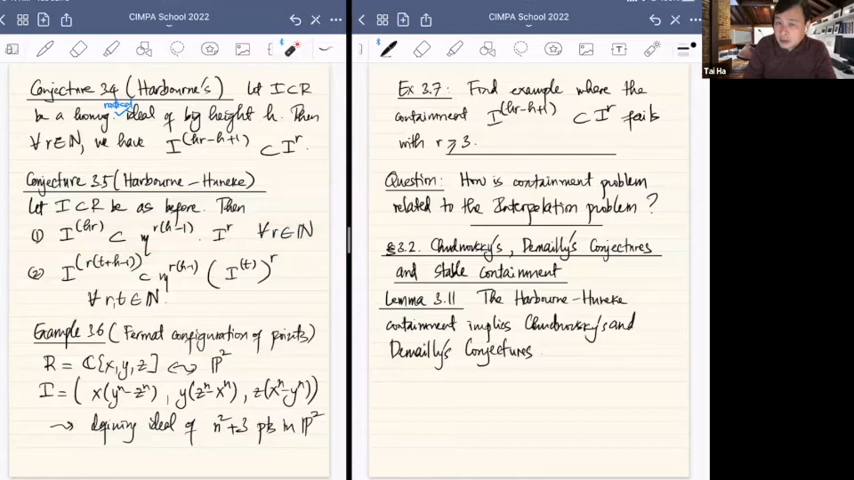 CIMPA School 2022
Conjecture 3.4 (Harbourne's) Let I ⊂ R
be a homog. reduced ideal of big height h. Then
∀ r ∈ ℕ, we have I^(hr-h+1) ⊂ I^r.
Conjecture 3.5 (Harbourne-Huneke)
Let I ⊂ R be as before. Then
① I^(hr) ⊂ m^{r(h-1)} · I^r ∀ r ∈ ℕ
② I^(r(t+h-1)) ⊂ m^{r(h-1)} (I^(t))^r
∀ r, t ∈ ℕ.
Example 3.6 (Fermat configuration of points)
R = ℂ[x,y,z] ↔ ℙ^2
I = (x(y^n-z^n), y(z^n-x^n), z(x^n-y^n))
⇝ defining ideal of n^2+3 pts in ℙ^2
CIMPA School 2022
Ex 3.7: Find example where the
containment I^(hr-h+1) ⊂ I^r fails
with r ≥ 3.
Question: How is containment problem
related to the Interpolation problem?
§3.2. Chudnovsky's, Demailly's Conjectures
and stable containment
Lemma 3.11 The Harbourne-Huneke
containment implies Chudnovsky's and
Demailly's Conjectures
Tai Ha